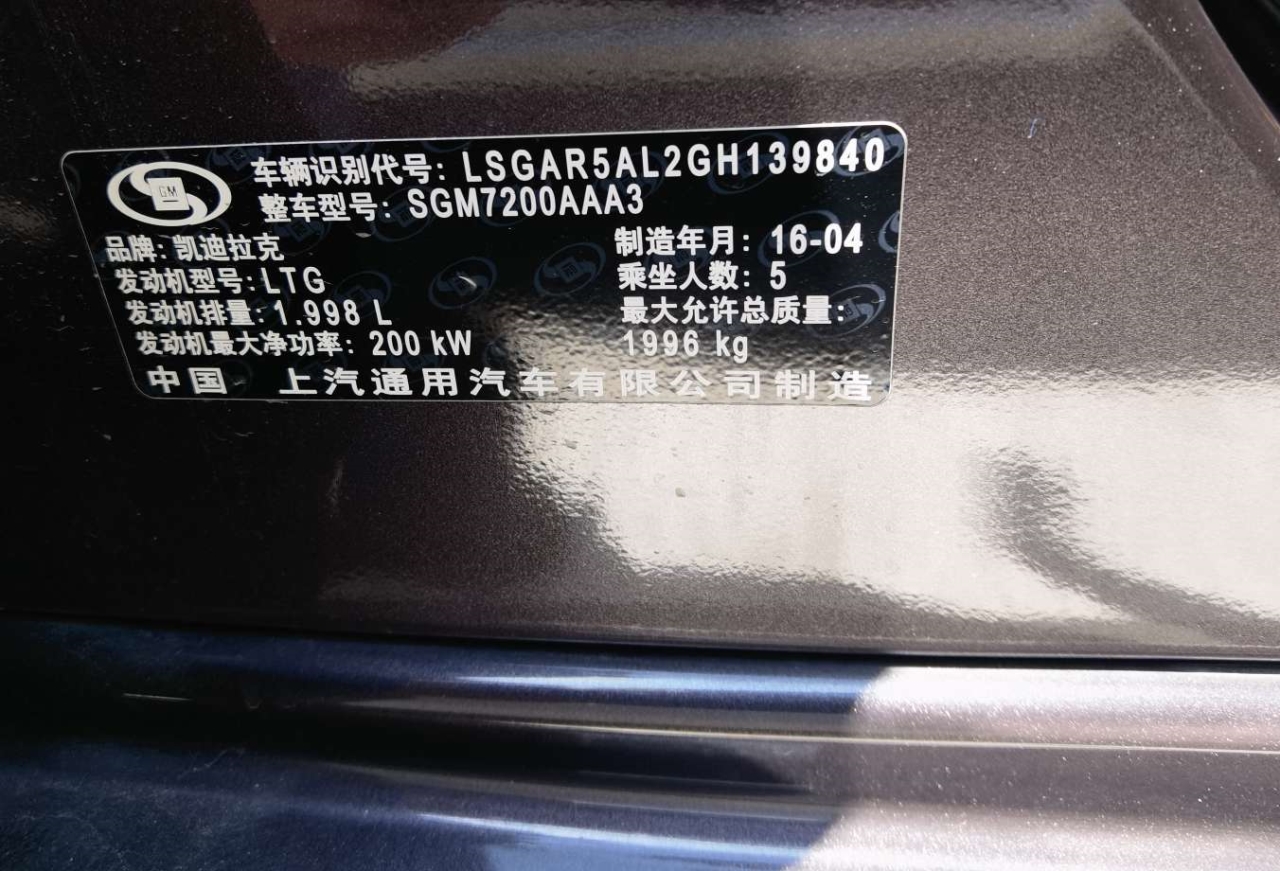 GM
车辆识别代号: LSGAR5AL2GH139840
整车型号: SGM7200AAA3
品牌: 凯迪拉克
制造年月: 16-04
发动机型号: LTG
乘坐人数: 5
发动机排量: 1.998 L
最大允许总质量:
发动机最大净功率: 200 kW
1996 kg
中国 上汽通用汽车有限公司制造